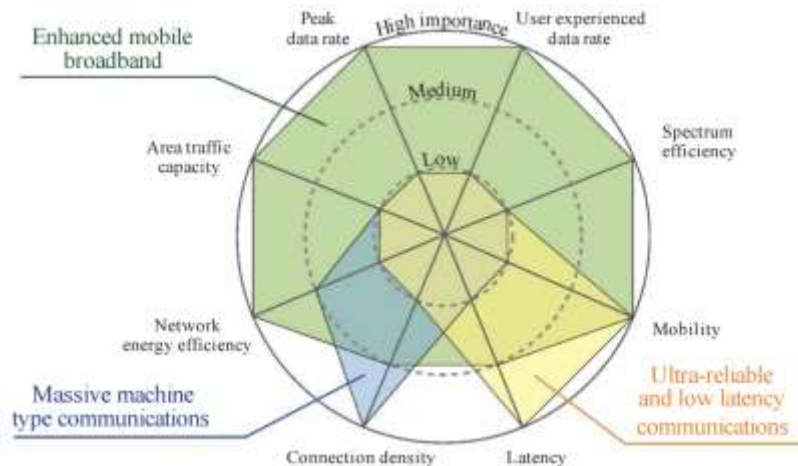 Peak
data rate
High importance
User experienced
data rate
Enhanced mobile
broadband
Medium
Area traffic
capacity
Low
Spectrum
efficiency
Network
energy efficiency
Mobility
Massive machine
type communications
Ultra-reliable
and low latency
communications
Connection density
Latency